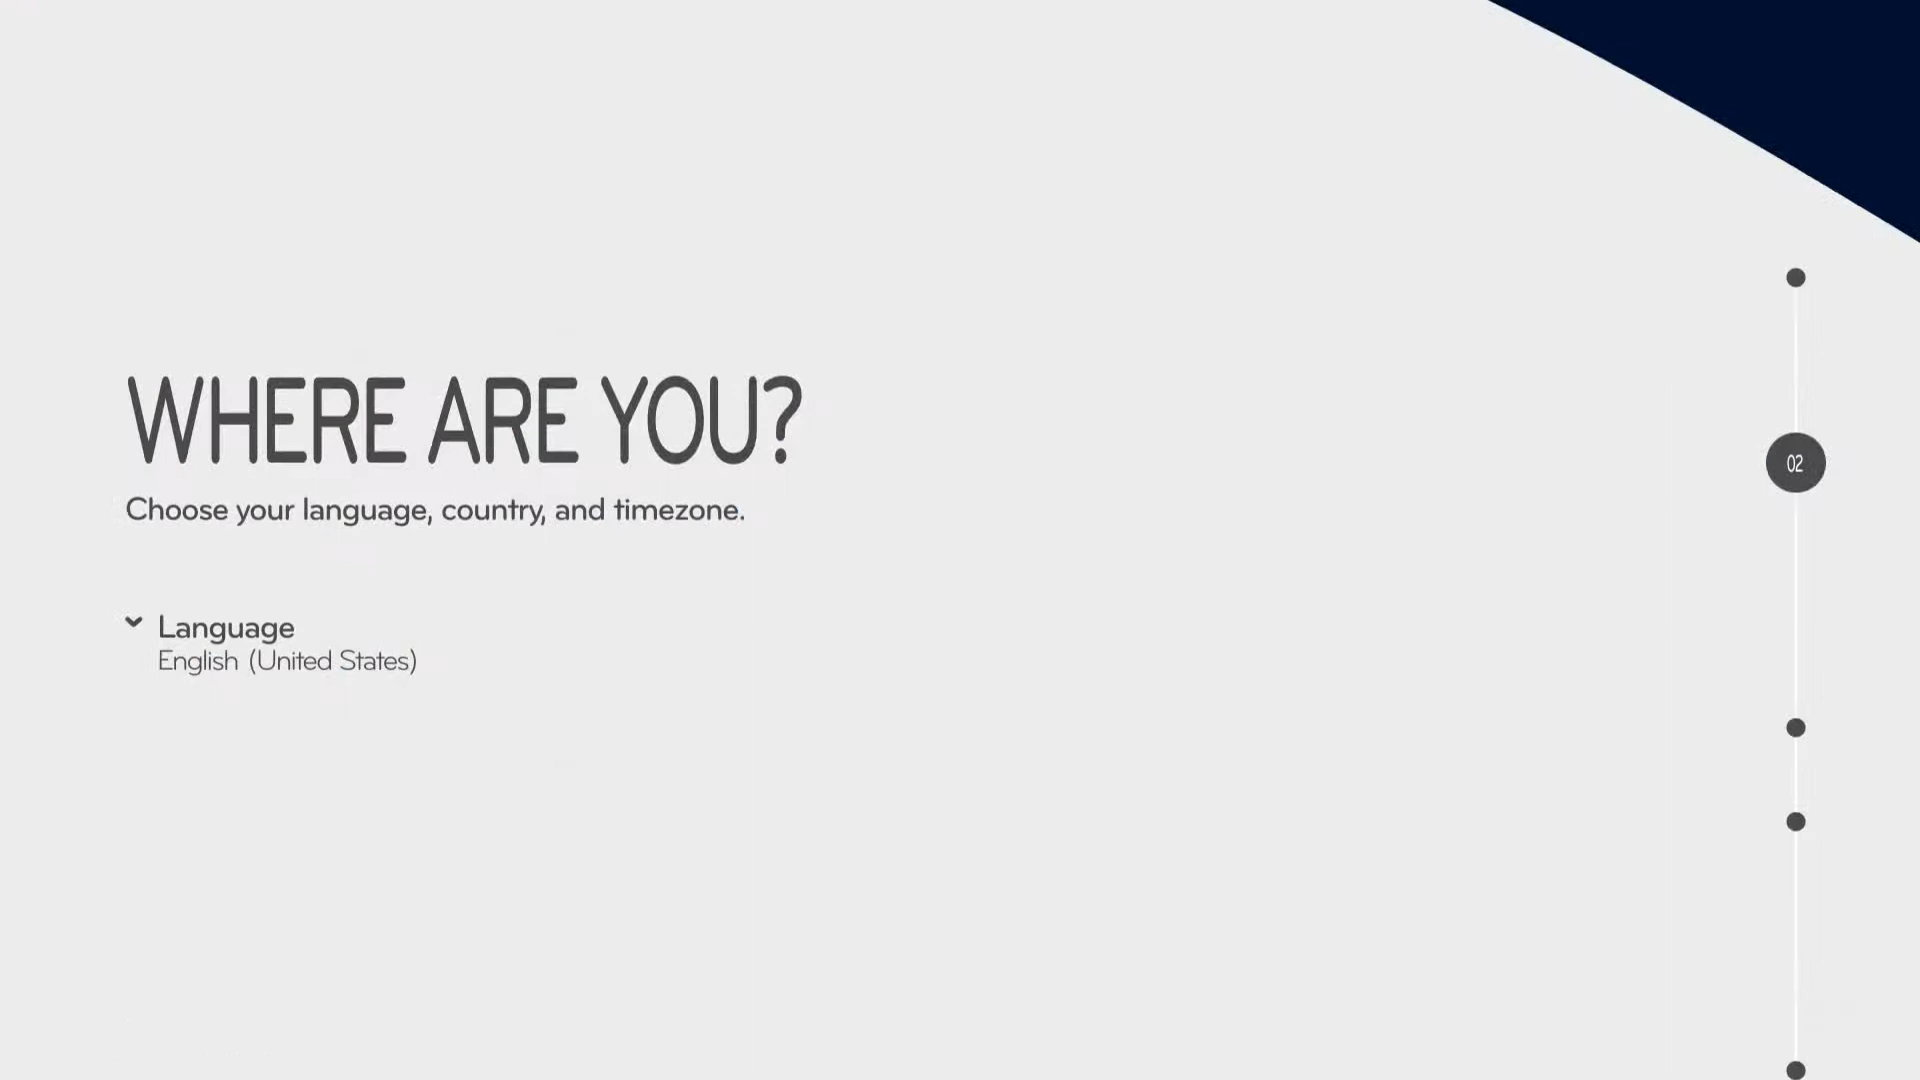 WHERE ARE YOU?
Choose your language, country, and timezone.
Language
English (United States)
02